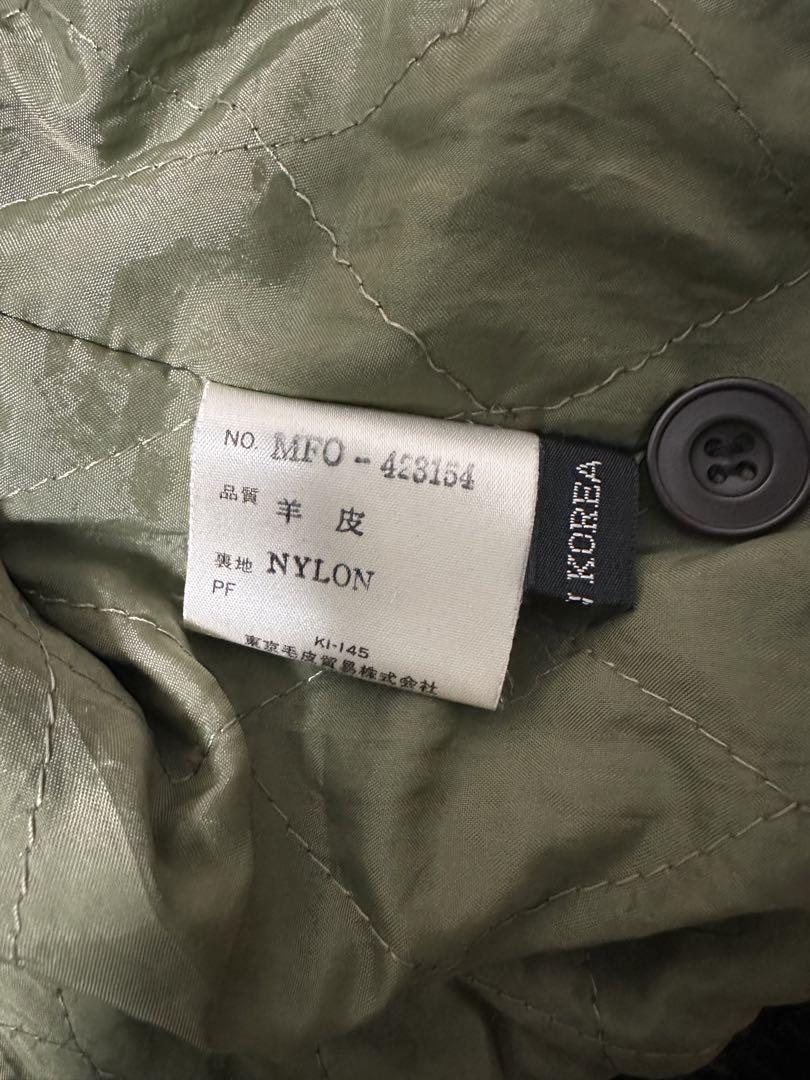 NO. MFO - 423154
品質 羊皮
裏地 NYLON
PF
KI-145
東京毛皮貿易株式会社
KOREA